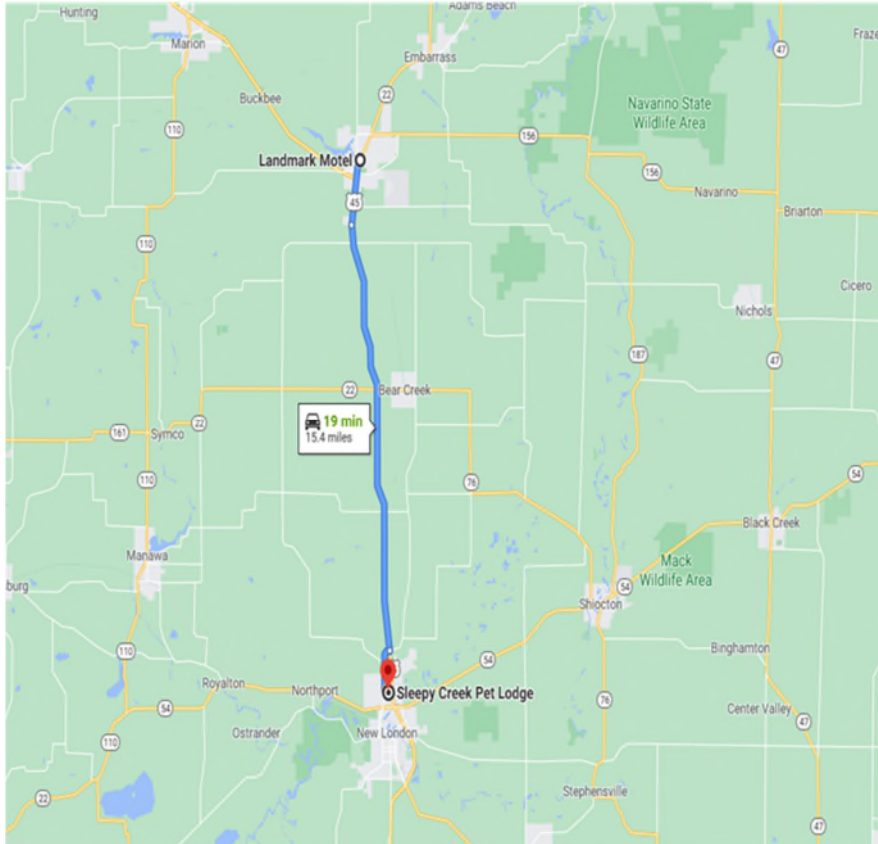 Adams Beach
Hunting
47
Fraze
Marion
Embarrass
22
Buckbee
Navarino State
Wildlife Area
110
156
Landmark Motel
156
Navarino
45
Briarton
110
Cicero
Nichols
187
47
22
Bear Creek
22
19 min
15.4 miles
161
Symco
54
110
76
Black Creek
Manawa
Mack
Wildlife Area
burg
54
110
Shiocton
Binghamton
110
54
Royalton
Northport
Sleepy Creek Pet Lodge
54
76
Center Valley
47
Ostrander
New London
110
22
Stephensville
47